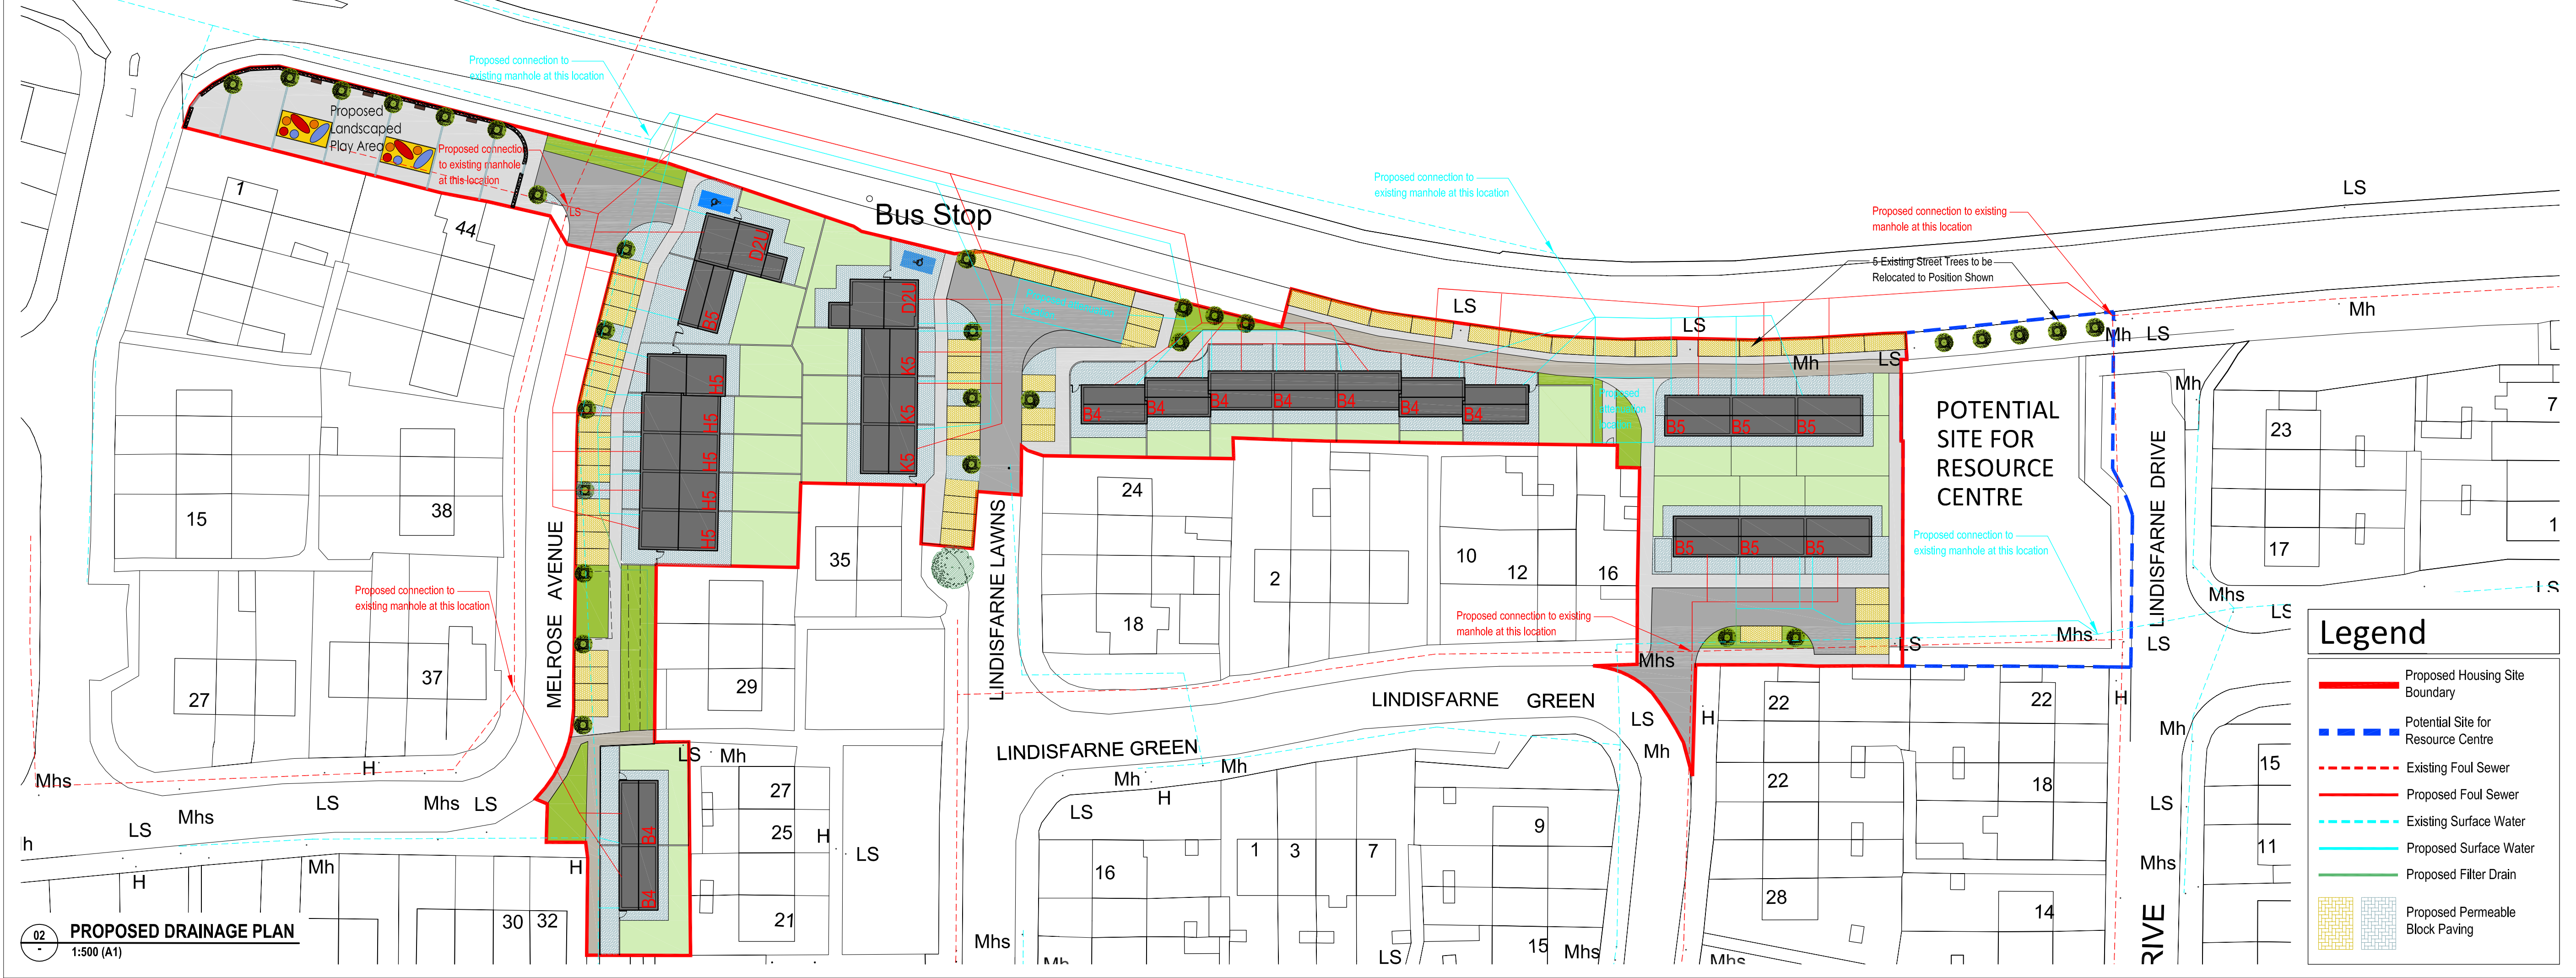 Proposed connection to
existing manhole at this location
Proposed
Landscaped
Play Area
Proposed connection
to existing manhole
at this location
LS
1
44
Bus Stop
D2U
B5
D2U
H5
H5
H5
H5
H5
K5
K5
K5
Proposed connection to
existing manhole at this location
LS
Proposed connection to existing
manhole at this location
5 Existing Street Trees to be
Relocated to Position Shown
LS
LS
Mh
LS
Mh
Mh
LS
Mh
B4
B4
B4
B4
B4
B4
B4
Proposed
attenuation
location
B5
B5
B5
B5
B5
B5
POTENTIAL
SITE FOR
RESOURCE
CENTRE
LINDISFARNE DRIVE
23
7
17
1
15
38
35
24
18
2
10
12
16
MELROSE AVENUE
LINDISFARNE LAWNS
Proposed connection to
existing manhole at this location
Proposed connection to existing
manhole at this location
Proposed connection to
existing manhole at this location
Mhs
LS
LS
Mhs
LS
LS
Mhs
27
37
29
LINDISFARNE GREEN
LINDISFARNE GREEN
LS
Mh
H
22
22
22
18
28
14
H
Mh
LS
Mhs
15
11
Mhs
H
LS
Mhs
LS
Mhs
LS
h
Mh
H
H
30
32
LS
Mh
B4
B4
27
25
21
H
LS
Mh
Mh
H
LS
16
1
3
7
9
15
Mhs
Mhs
Mh
LS
Mhs
RIVE
02
-
PROPOSED DRAINAGE PLAN
1:500 (A1)
Legend
Proposed Housing Site
Boundary
Potential Site for
Resource Centre
Existing Foul Sewer
Proposed Foul Sewer
Existing Surface Water
Proposed Surface Water
Proposed Filter Drain
Proposed Permeable
Block Paving